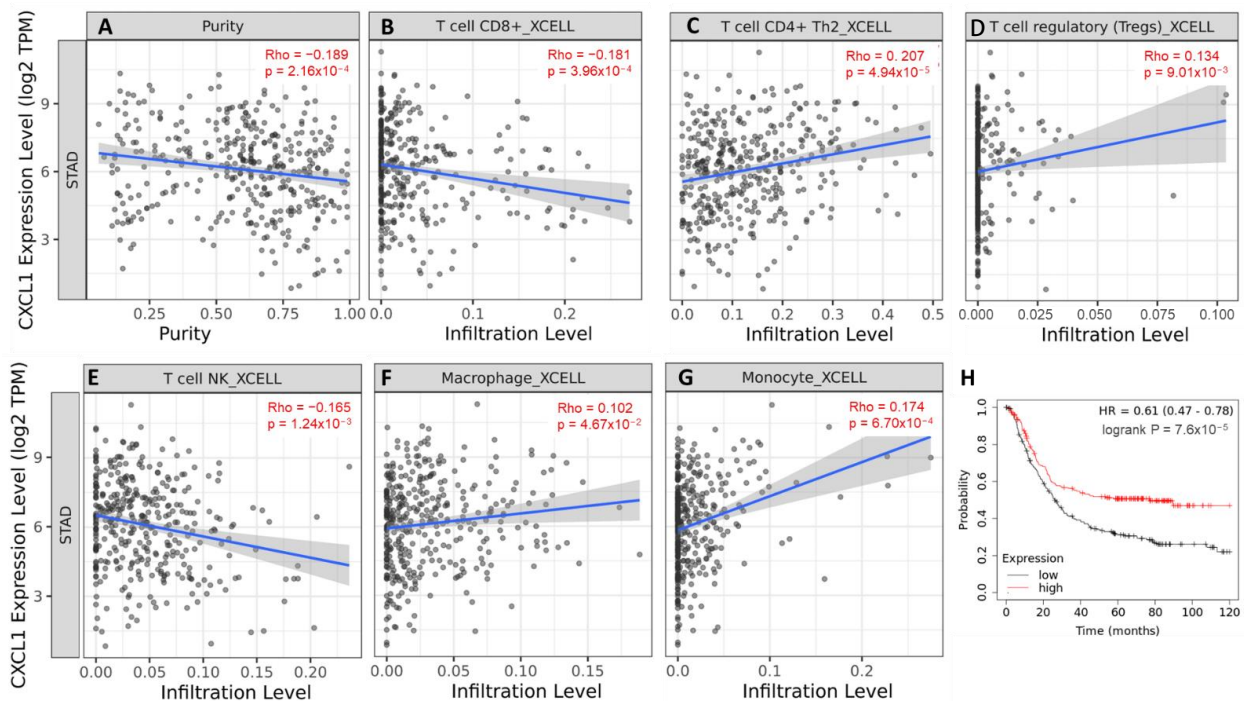 A Purity
Rho = −0.189
p = 2.16x10⁻⁴
B T cell CD8+_XCELL
Rho = −0.181
p = 3.96x10⁻⁴
C T cell CD4+ Th2_XCELL
Rho = 0. 207
p = 4.94x10⁻⁵
D T cell regulatory (Tregs)_XCELL
Rho = 0.134
p = 9.01x10⁻³
CXCL1 Expression Level (log2 TPM)
STAD
9
6
3
0.25 0.50 0.75 1.00
Purity
0.0 0.1 0.2
Infiltration Level
0.0 0.1 0.2 0.3 0.4 0.5
Infiltration Level
0.000 0.025 0.050 0.075 0.100
Infiltration Level
E T cell NK_XCELL
Rho = −0.165
p = 1.24x10⁻³
F Macrophage_XCELL
Rho = 0.102
p = 4.67x10⁻²
G Monocyte_XCELL
Rho = 0.174
p = 6.70x10⁻⁴
CXCL1 Expression Level (log2 TPM)
STAD
9
6
3
0.00 0.05 0.10 0.15 0.20
Infiltration Level
0.00 0.05 0.10 0.15
Infiltration Level
0.0 0.1 0.2
Infiltration Level
H
HR = 0.61 (0.47 - 0.78)
logrank P = 7.6x10⁻⁵
Probability
1.0
0.8
0.6
0.4
0.2
0.0
Expression
low
high
0 20 40 60 80 100 120
Time (months)